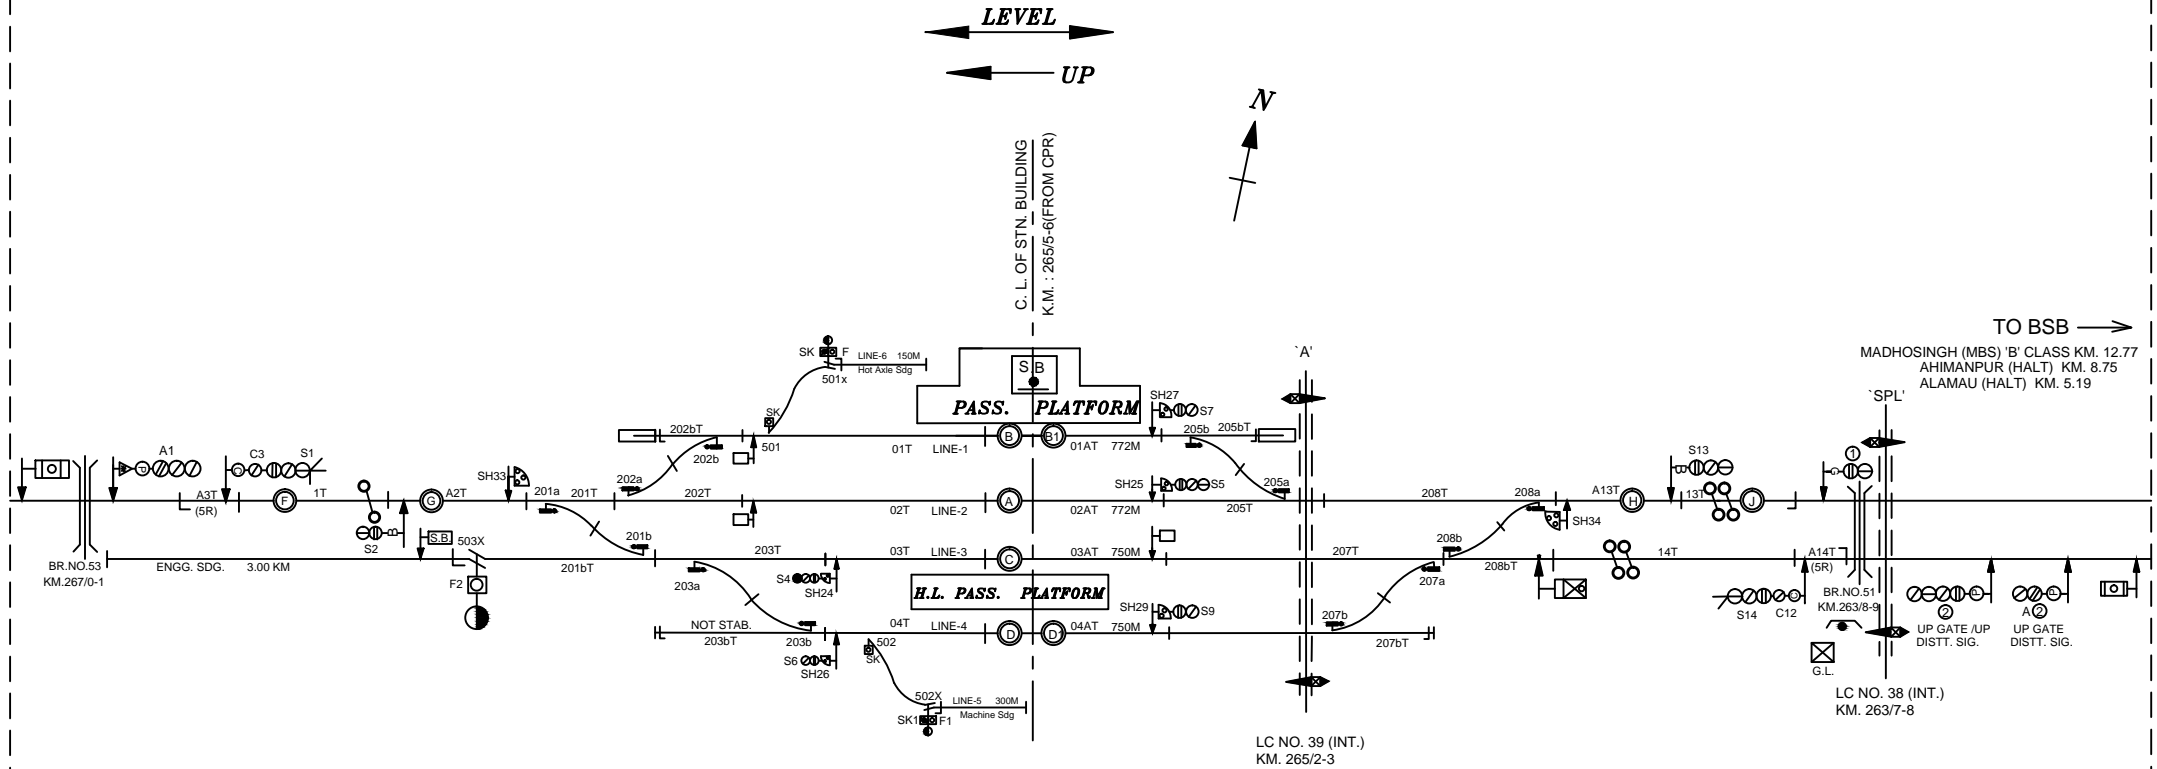 LEVEL
UP
N
C. L. OF STN. BUILDING
K.M. : 265/5-6(FROM CPR)
TO BSB
MADHOSINGH (MBS) 'B' CLASS KM. 12.77
AHIMANPUR (HALT) KM. 8.75
ALAMAU (HALT) KM. 5.19
`A'
`SPL'
SK F
LINE-6 150M
Hot Axle Sdg
501x
S.B
PASS. PLATFORM
SK
SH27
S7
202bT
501
01T LINE-1
B B1
01AT 772M
205b 205bT
202b
A1
P
C3 S1
C
S13
B
1
G
SH33
202a
A3T
(5R)
F
1T
G
A2T
201a 201T
202T
02T LINE-2
A
02AT 772M
SH25
S5
205a
205T
208T
208a
A13T
H
13T
J
SH34
S2
B
S.B.
503X
201b
BR.NO.53
KM.267/0-1
ENGG. SDG. 3.00 KM
201bT
203T
03T LINE-3
C
03AT 750M
207T
208b
208bT
14T
A14T
(5R)
F2
203a
S4
SH24
H.L. PASS. PLATFORM
SH29
S9
207a
207b
S14 C12
C
BR.NO.51
KM.263/8-9
P
2
UP GATE /UP
DISTT. SIG.
P
A 2
UP GATE
DISTT. SIG.
NOT STAB.
203bT
203b
04T LINE-4
D D1
04AT 750M
207bT
S6
SH26
502
SK
G.L.
502X
LINE-5 300M
Machine Sdg
SK1 F1
LC NO. 38 (INT.)
KM. 263/7-8
LC NO. 39 (INT.)
KM. 265/2-3